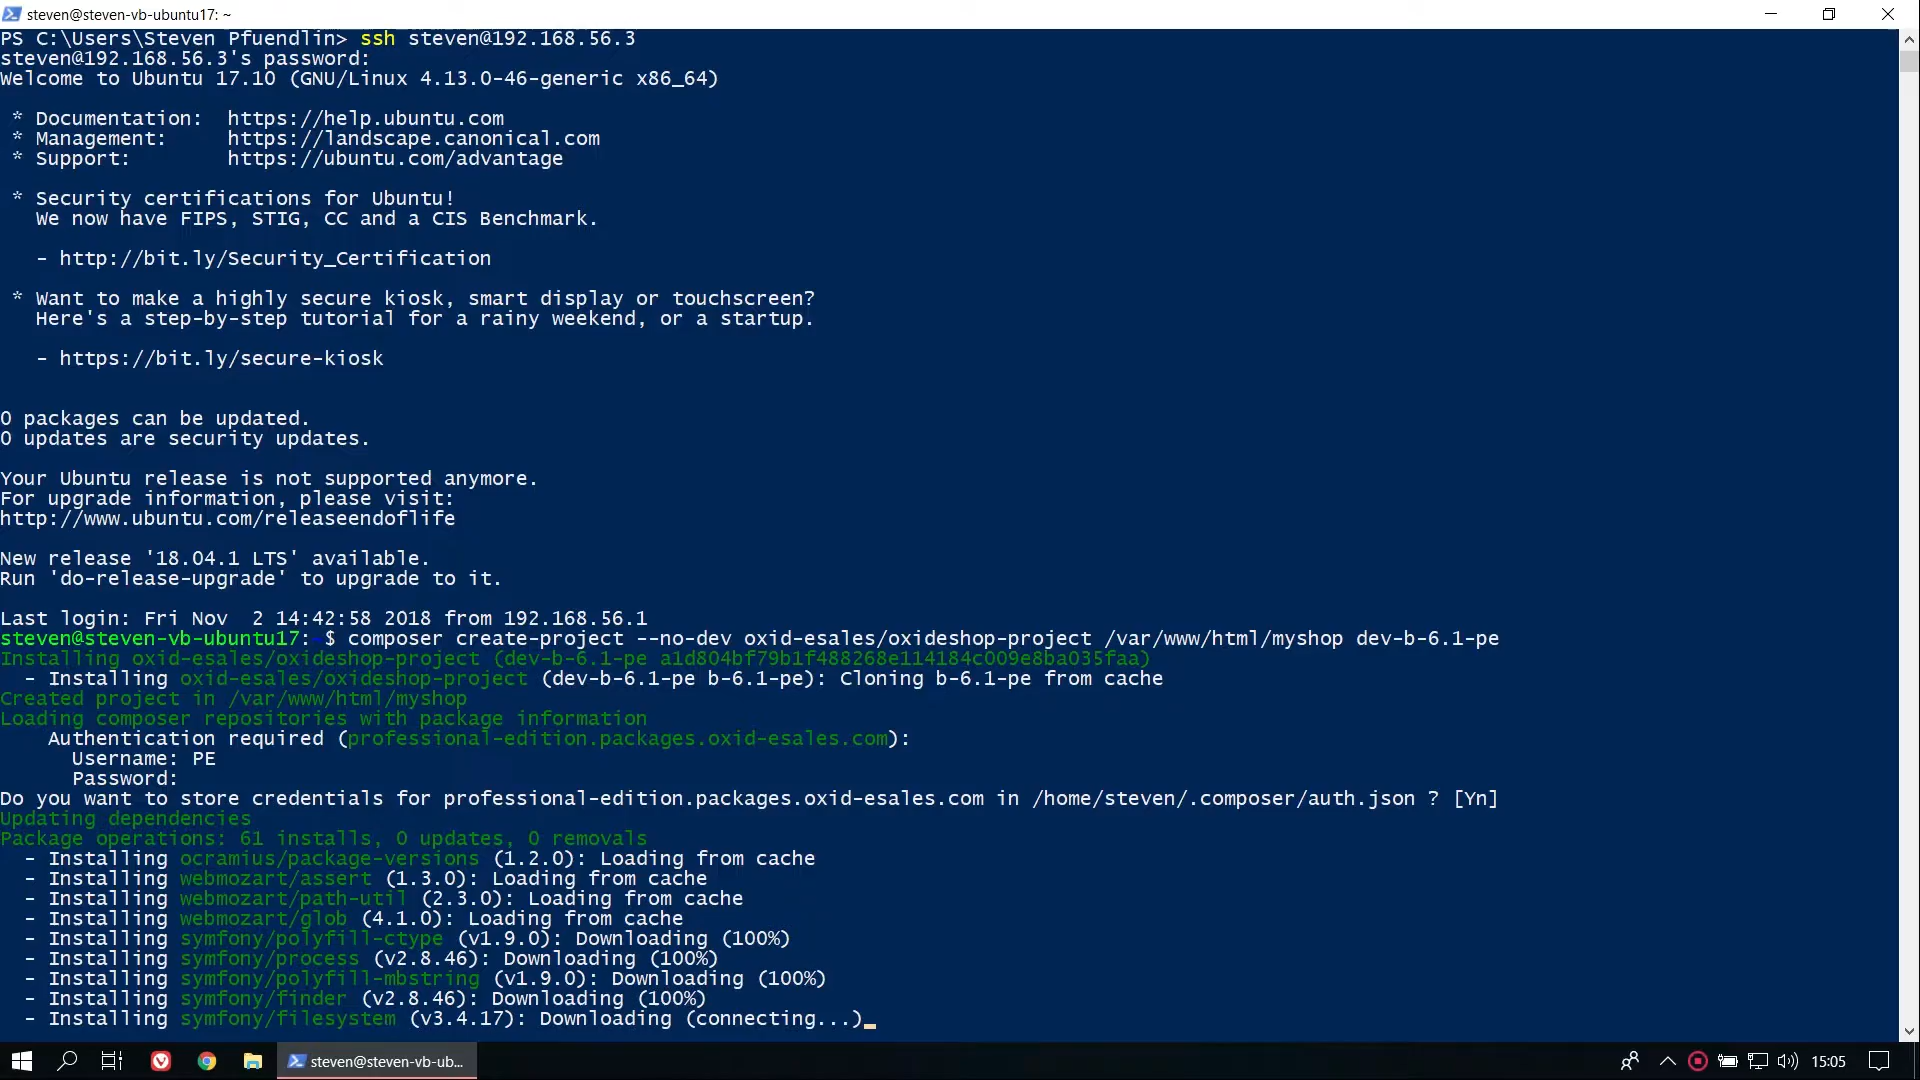 steven@steven-vb-ubuntu17: ~
PS C:\Users\Steven Pfuendlin> ssh steven@192.168.56.3
steven@192.168.56.3's password:
Welcome to Ubuntu 17.10 (GNU/Linux 4.13.0-46-generic x86_64)
* Documentation:  https://help.ubuntu.com
* Management:     https://landscape.canonical.com
* Support:        https://ubuntu.com/advantage
* Security certifications for Ubuntu!
We now have FIPS, STIG, CC and a CIS Benchmark.
- http://bit.ly/Security_Certification
* Want to make a highly secure kiosk, smart display or touchscreen?
Here's a step-by-step tutorial for a rainy weekend, or a startup.
- https://bit.ly/secure-kiosk
0 packages can be updated.
0 updates are security updates.
Your Ubuntu release is not supported anymore.
For upgrade information, please visit:
http://www.ubuntu.com/releaseendoflife
New release '18.04.1 LTS' available.
Run 'do-release-upgrade' to upgrade to it.
Last login: Fri Nov  2 14:42:58 2018 from 192.168.56.1
steven@steven-vb-ubuntu17:~$ composer create-project --no-dev oxid-esales/oxideshop-project /var/www/html/myshop dev-b-6.1-pe
Installing oxid-esales/oxideshop-project (dev-b-6.1-pe a1d804bf79b1f488268e114184c009e8ba035faa)
- Installing oxid-esales/oxideshop-project (dev-b-6.1-pe b-6.1-pe): Cloning b-6.1-pe from cache
Created project in /var/www/html/myshop
Loading composer repositories with package information
Authentication required (professional-edition.packages.oxid-esales.com):
Username: PE
Password:
Do you want to store credentials for professional-edition.packages.oxid-esales.com in /home/steven/.composer/auth.json ? [Yn]
Updating dependencies
Package operations: 61 installs, 0 updates, 0 removals
- Installing ocramius/package-versions (1.2.0): Loading from cache
- Installing webmozart/assert (1.3.0): Loading from cache
- Installing webmozart/path-util (2.3.0): Loading from cache
- Installing webmozart/glob (4.1.0): Loading from cache
- Installing symfony/polyfill-ctype (v1.9.0): Downloading (100%)
- Installing symfony/process (v2.8.46): Downloading (100%)
- Installing symfony/polyfill-mbstring (v1.9.0): Downloading (100%)
- Installing symfony/finder (v2.8.46): Downloading (100%)
- Installing symfony/filesystem (v3.4.17): Downloading (connecting...)
steven@steven-vb-ub...
15:05